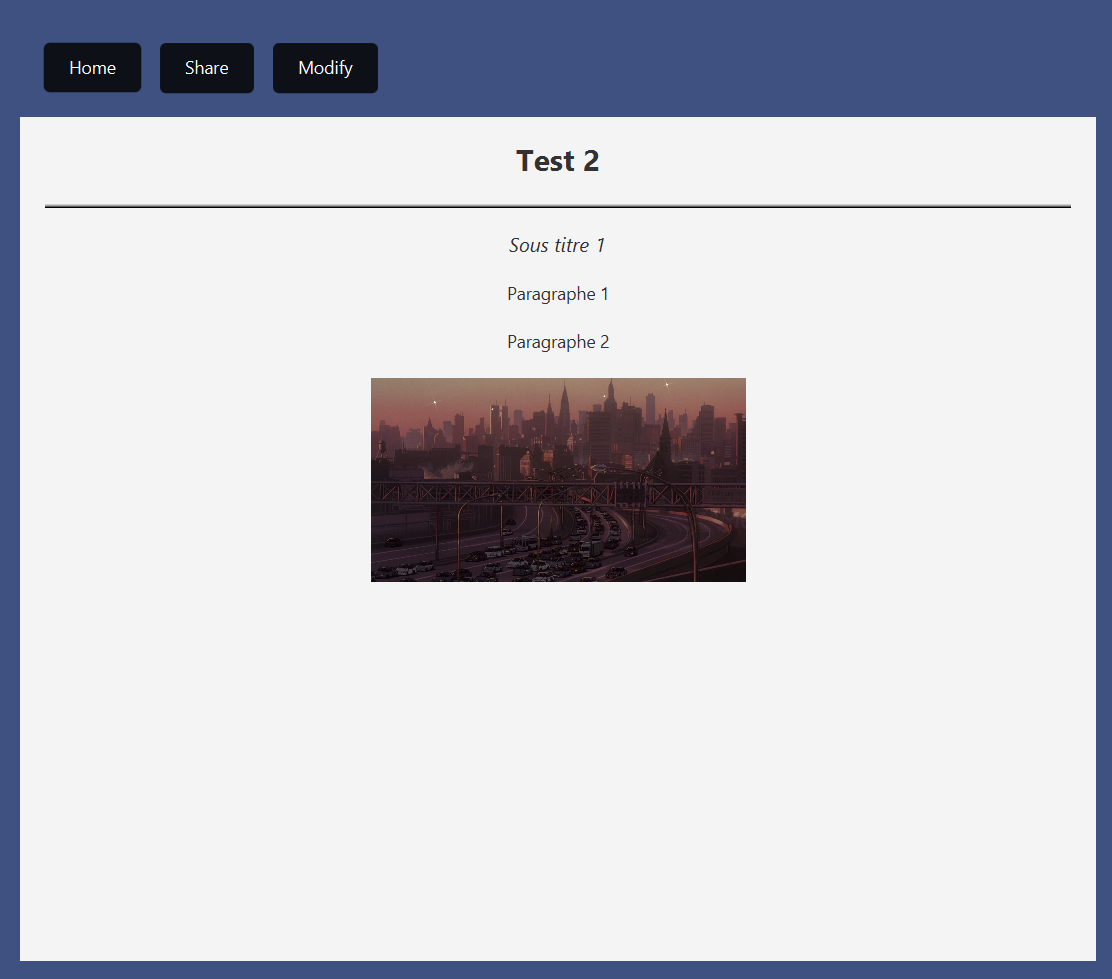 Home Share Modify
Test 2
Sous titre 1
Paragraphe 1
Paragraphe 2